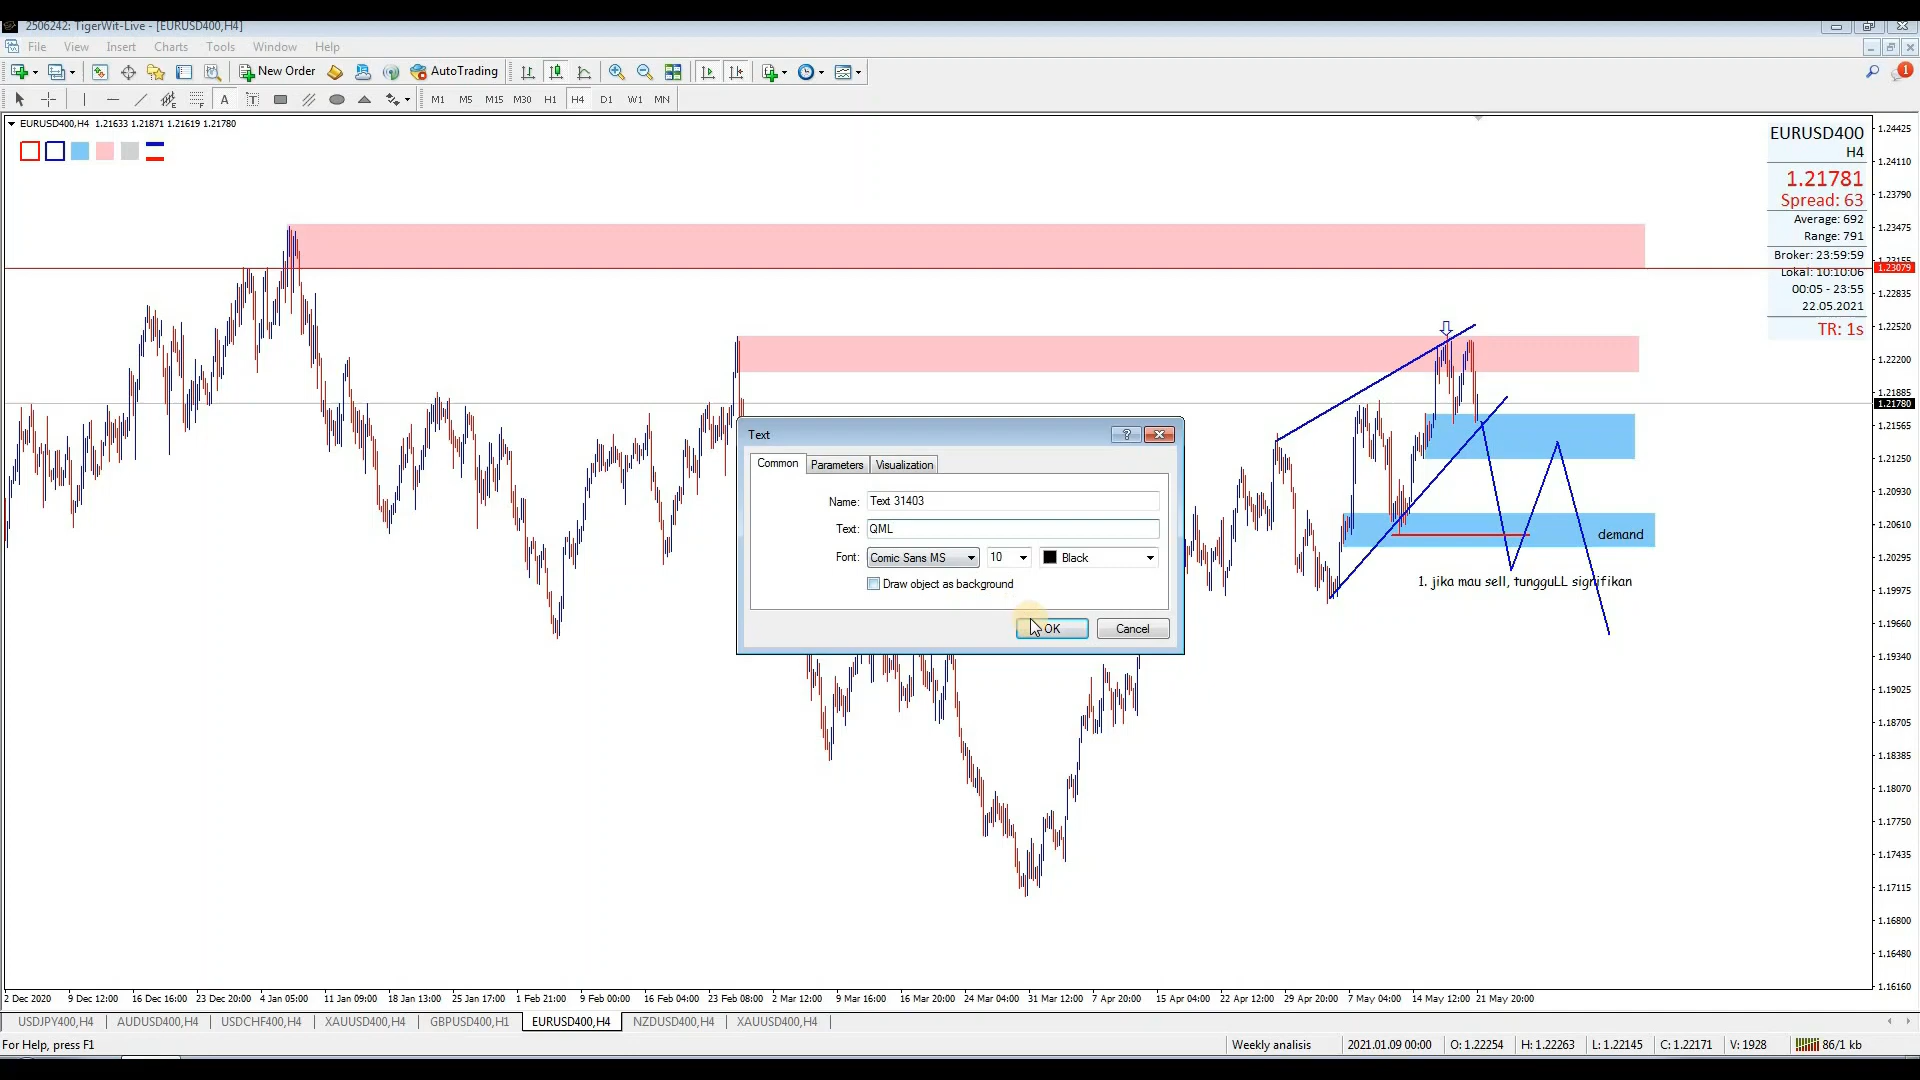 2506242: TigerWit-Live - [EURUSD400,H4]
File View Insert Charts Tools Window Help
New Order AutoTrading 1
A T M1 M5 M15 M30 H1 H4 D1 W1 MN
EURUSD400,H4 1.21633 1.21871 1.21619 1.21780
EURUSD400
H4
1.21781
Spread: 63
Average: 692
Range: 791
Broker: 23:59:59
Lokal: 10:10:06
00:05 - 23:55
22.05.2021
TR: 1s
1.24425
1.24110
1.23790
1.23475
1.23155
1.23079
1.22835
1.22520
1.22200
1.21885
1.21780
1.21565
1.21250
1.20930
1.20610
1.20295
1.19975
1.19660
1.19340
1.19025
1.18705
1.18385
1.18070
1.17750
1.17435
1.17115
1.16800
1.16480
1.16160
Text
Common Parameters Visualization
Name: Text 31403
Text: QML
Font: Comic Sans MS 10 Black
Draw object as background
OK Cancel
demand
1. jika mau sell, tungguLL signifikan
2 Dec 2020 9 Dec 12:00 16 Dec 16:00 23 Dec 20:00 4 Jan 05:00 11 Jan 09:00 18 Jan 13:00 25 Jan 17:00 1 Feb 21:00 9 Feb 00:00 16 Feb 04:00 23 Feb 08:00 2 Mar 12:00 9 Mar 16:00 16 Mar 20:00 24 Mar 04:00 31 Mar 12:00 7 Apr 20:00 15 Apr 04:00 22 Apr 12:00 29 Apr 20:00 7 May 04:00 14 May 12:00 21 May 20:00
USDJPY400,H4 AUDUSD400,H4 USDCHF400,H4 XAUUSD400,H4 GBPUSD400,H1 EURUSD400,H4 NZDUSD400,H4 XAUUSD400,H4
For Help, press F1 Weekly analisis 2021.01.09 00:00 O: 1.22254 H: 1.22263 L: 1.22145 C: 1.22171 V: 1928 86/1 kb